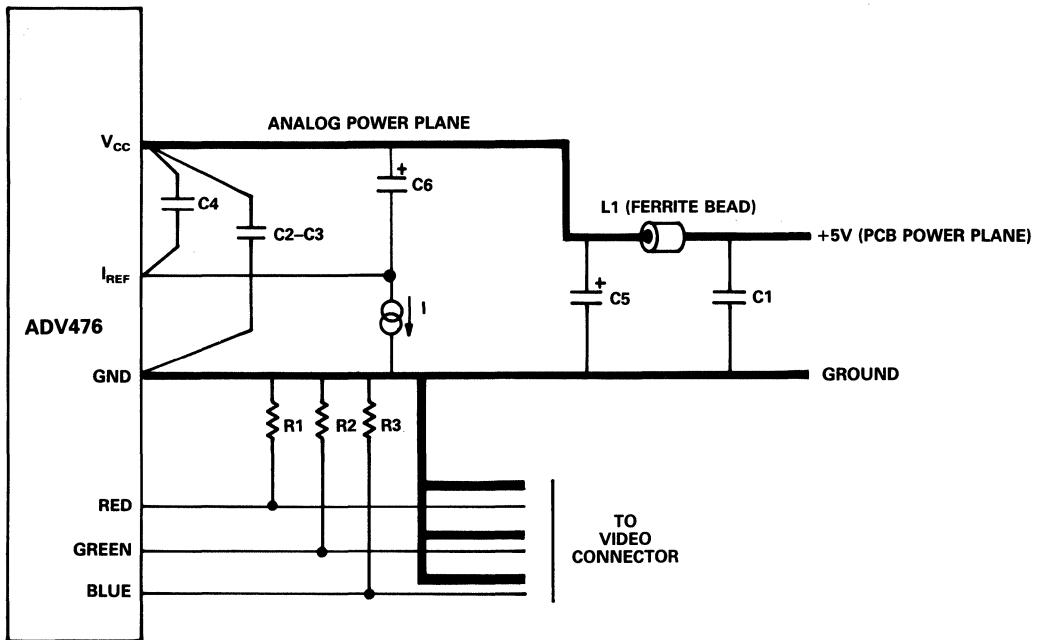 ANALOG POWER PLANE
V_CC
C6
+
C4
L1 (FERRITE BEAD)
C2–C3
+5V (PCB POWER PLANE)
I_REF
+
C5
C1
I
ADV476
GND
GROUND
R1
R2
R3
RED
GREEN
BLUE
TO
VIDEO
CONNECTOR